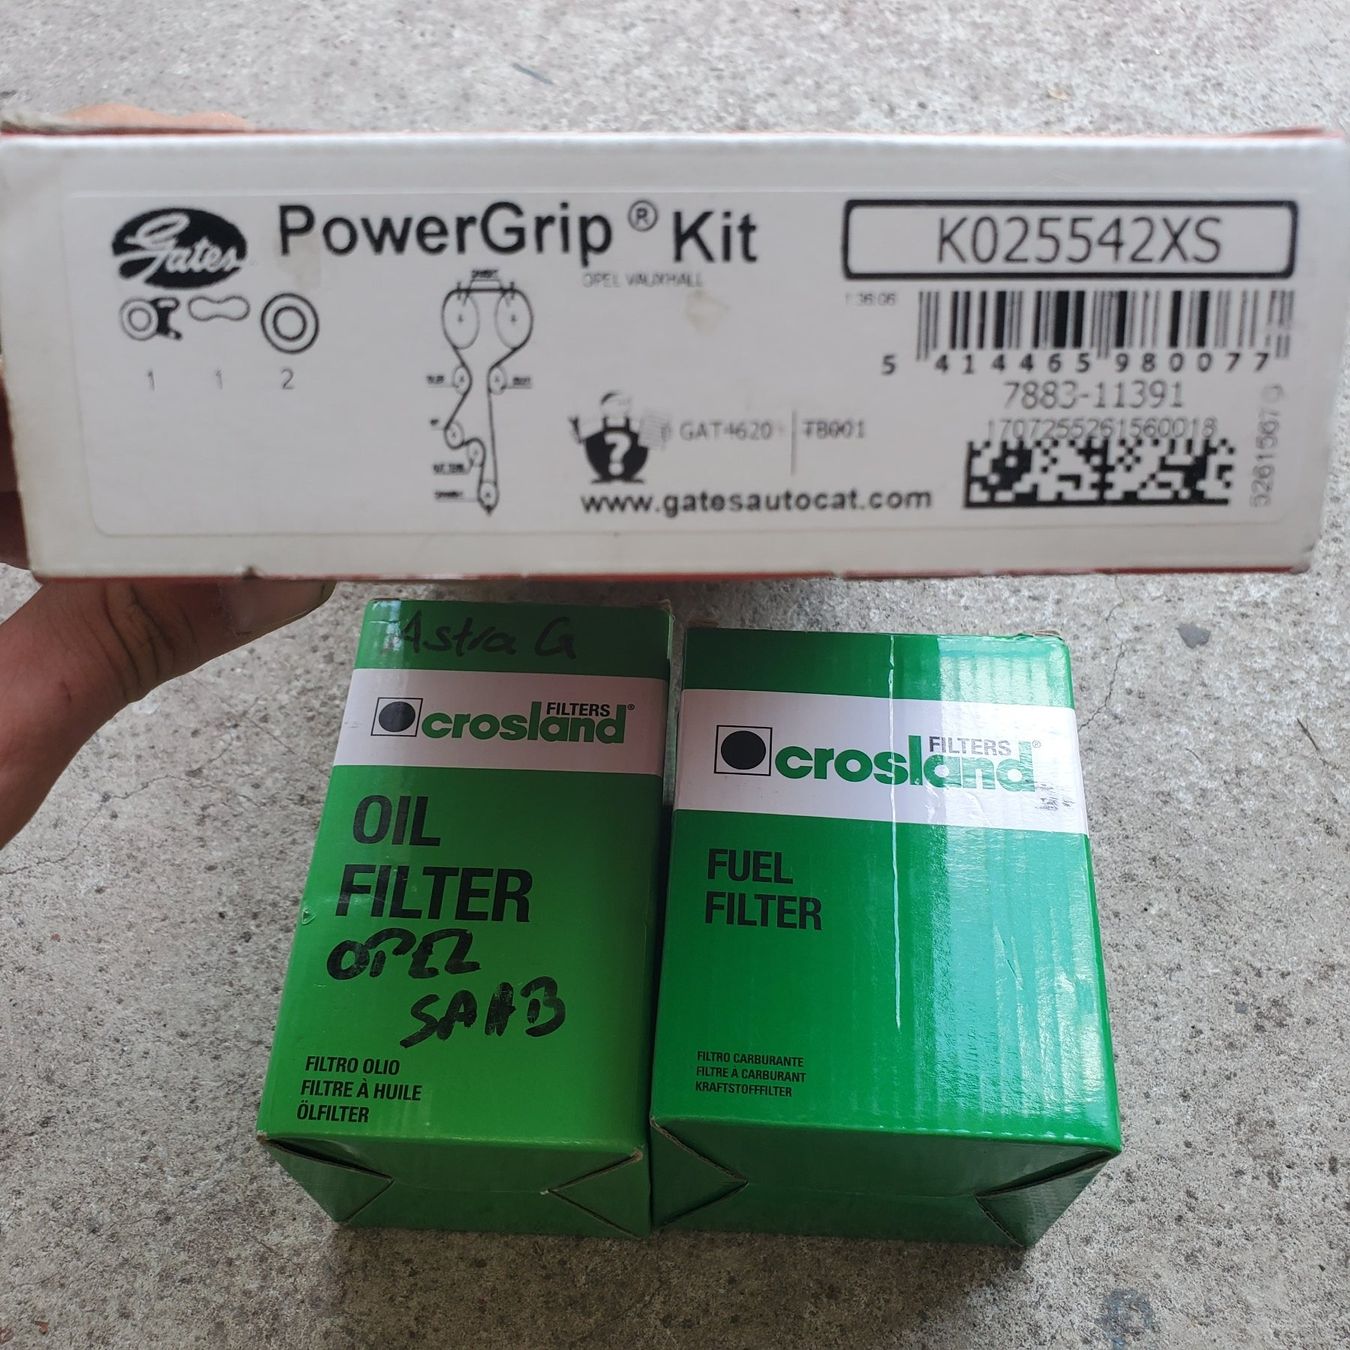 Gates
PowerGrip® Kit
OPEL VAUXHALL
K025542XS
1 1 2
5 414465 980077
7883-11391
1707255261560018
GAT4620 TB001
www.gatesautocat.com
Astra G
crosland FILTERS®
OIL
FILTER
OPEL
SAAB
FILTRO OLIO
FILTRE À HUILE
ÖLFILTER
crosland FILTERS®
FUEL
FILTER
FILTRO CARBURANTE
FILTRE À CARBURANT
KRAFTSTOFFFILTER